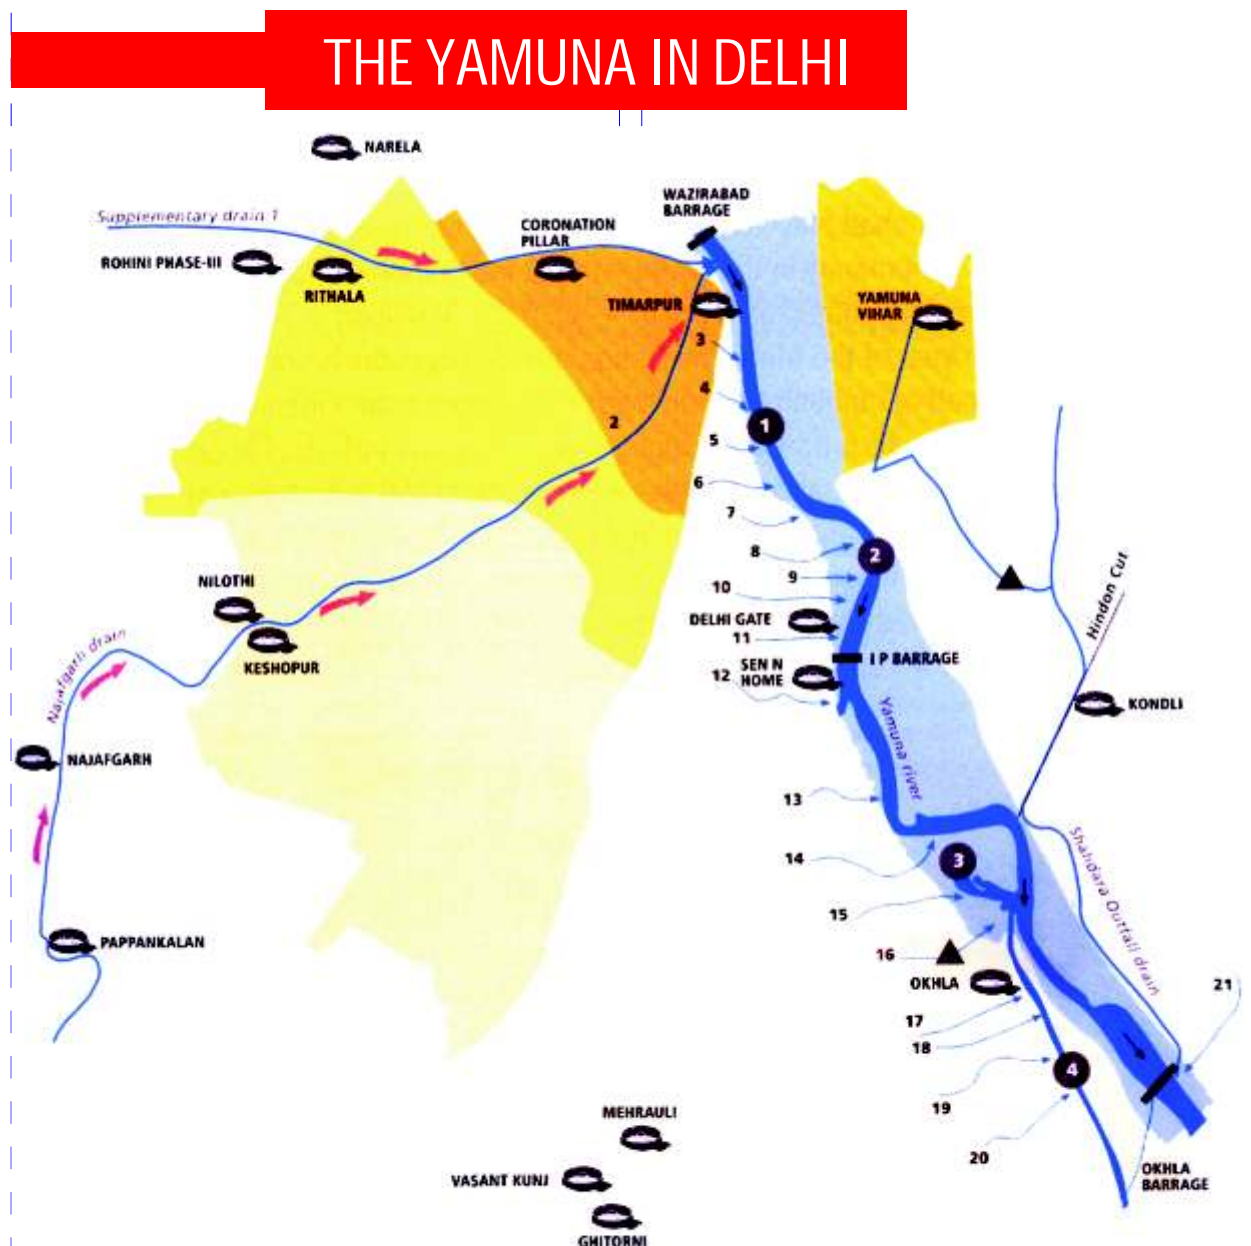 THE YAMUNA IN DELHI
NARELA
WAZIRABAD
BARRAGE
Supplementary drain 1
CORONATION
PILLAR
ROHINI PHASE-III
RITHALA
TIMARPUR
YAMUNA
VIHAR
3
4
1
2
5
6
7
8
2
9
10
NILOTHI
DELHI GATE
11
Hindon Cut
KESHOPUR
I P BARRAGE
SEN N
HOME
12
Najafgarh drain
KONDLI
Yamuna river
NAJAFGARH
13
14
3
Shahdara Outfall drain
15
PAPPANKALAN
16
OKHLA
21
17
18
4
19
20
MEHRAULI
OKHLA
BARRAGE
VASANT KUNJ
GHITORNI